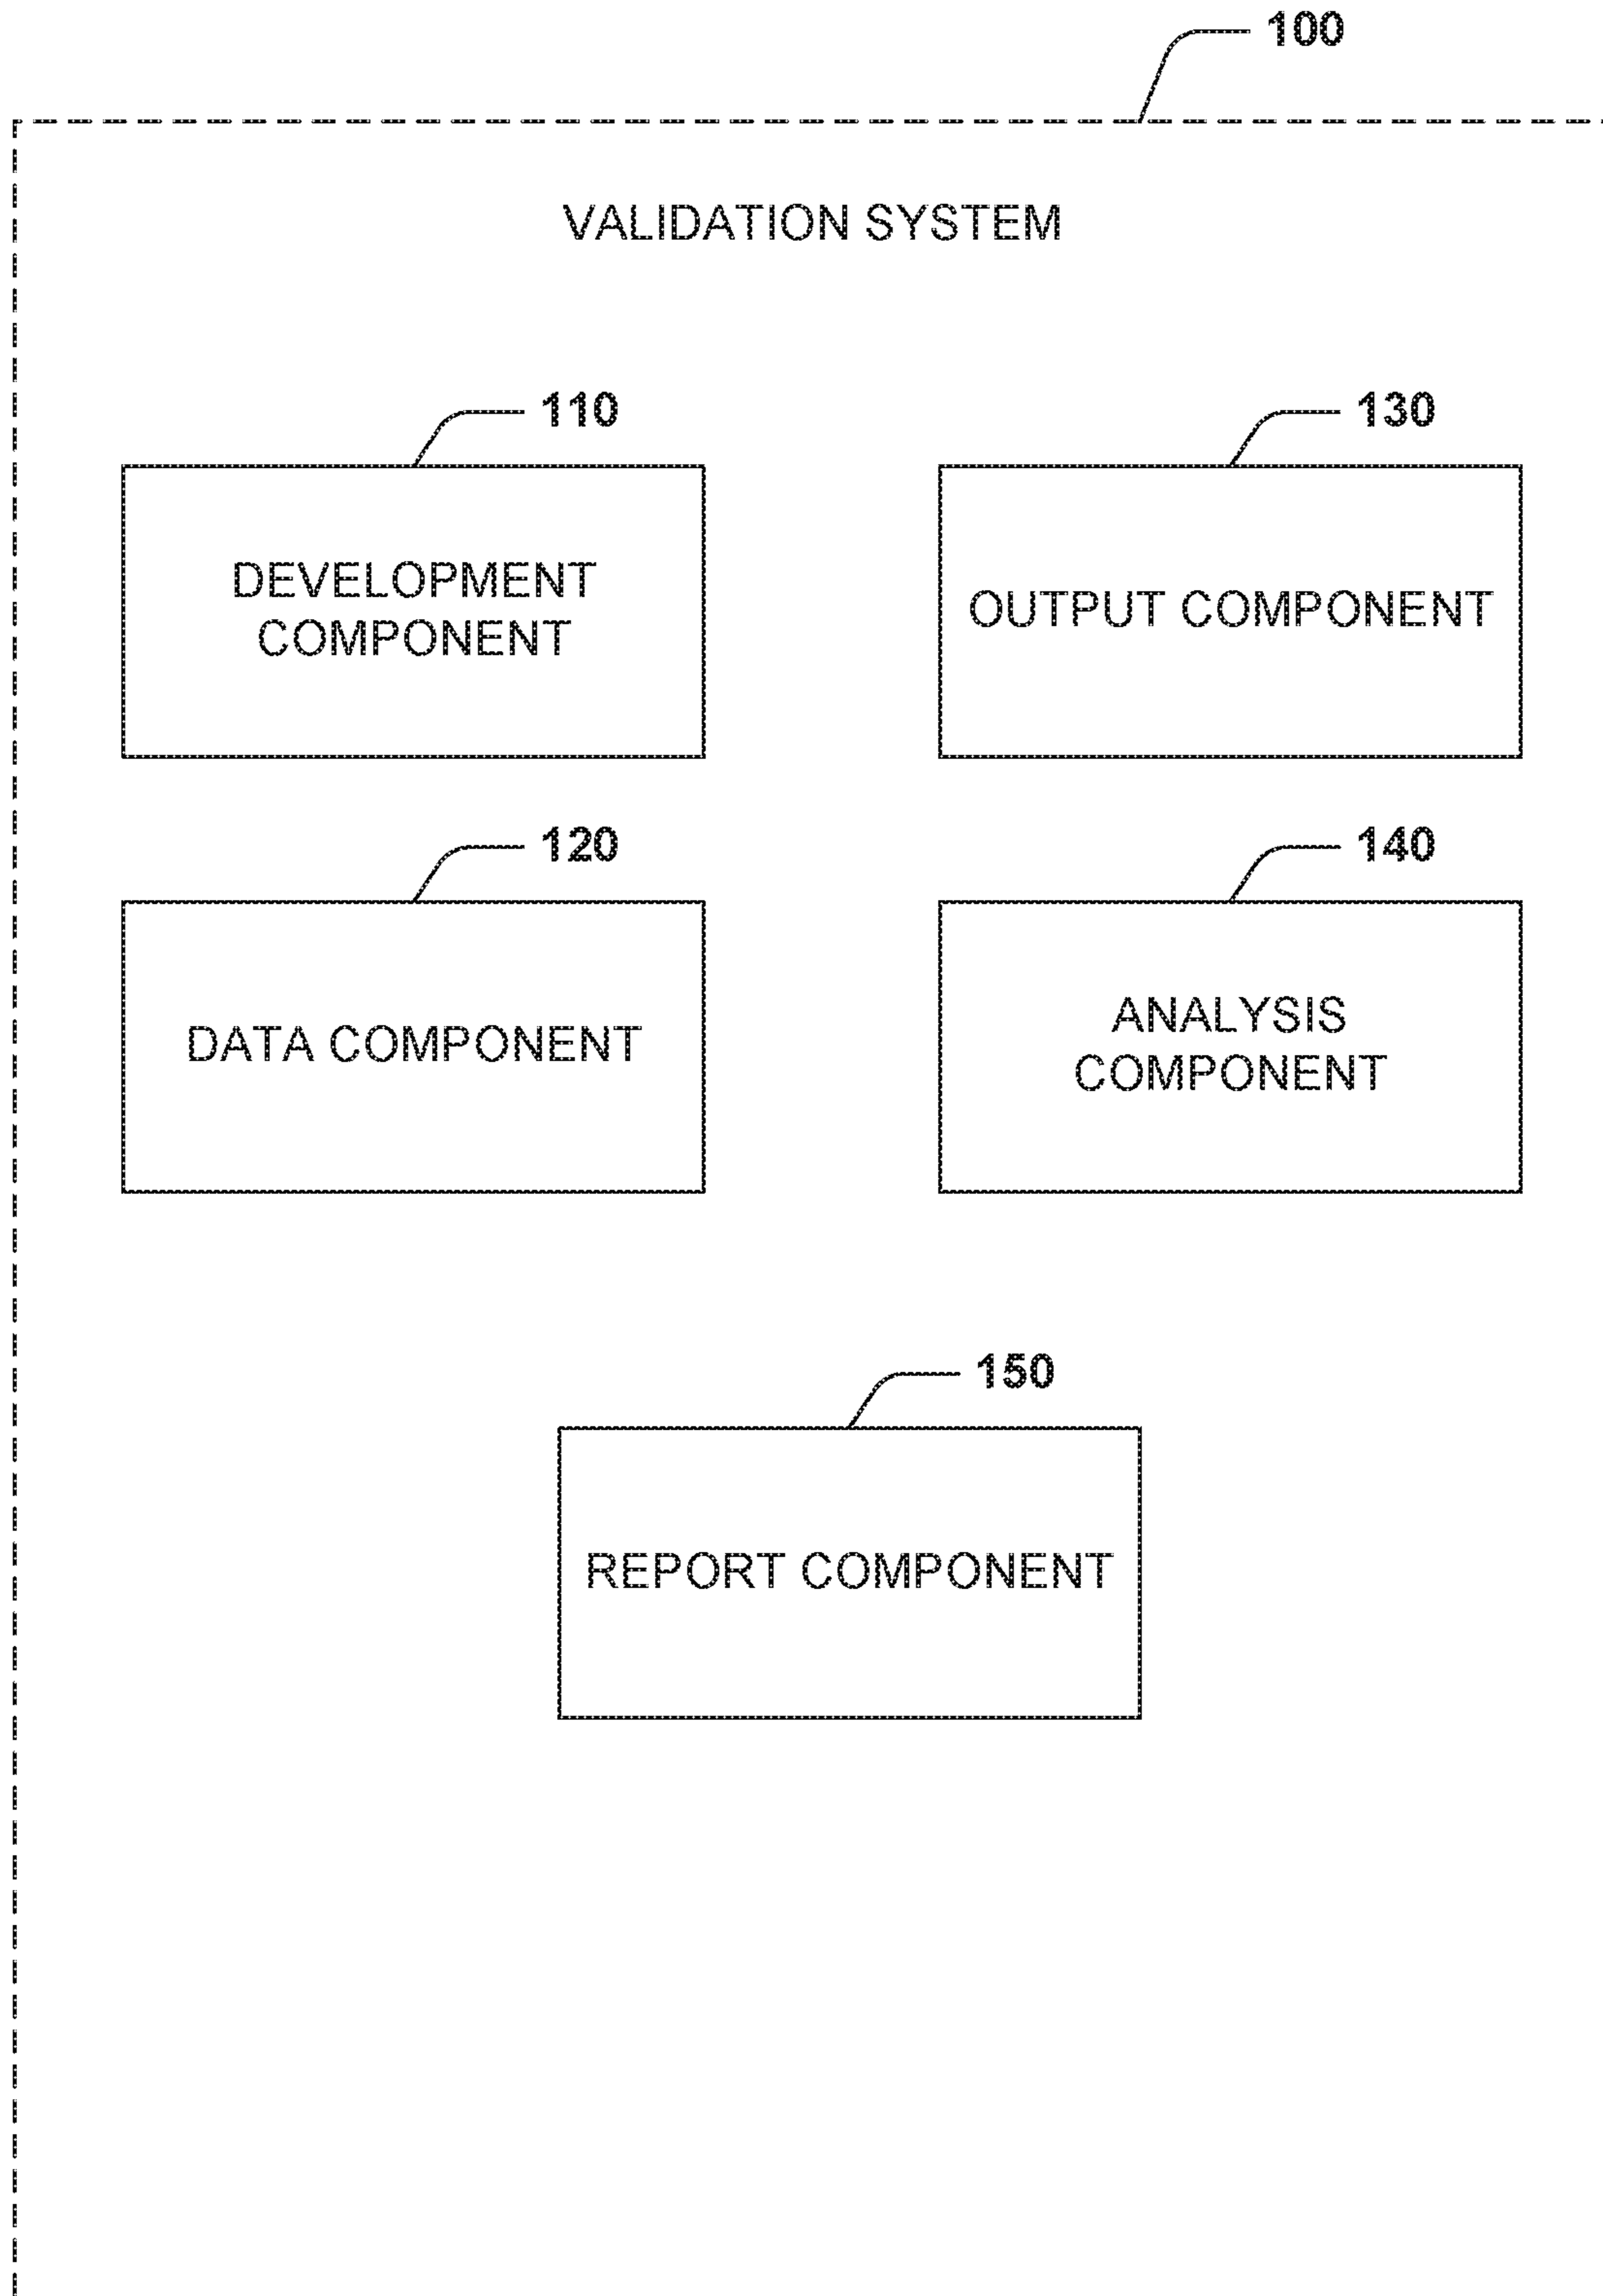 100
VALIDATION SYSTEM
110
DEVELOPMENT
COMPONENT
130
OUTPUT COMPONENT
120
DATA COMPONENT
140
ANALYSIS
COMPONENT
150
REPORT COMPONENT